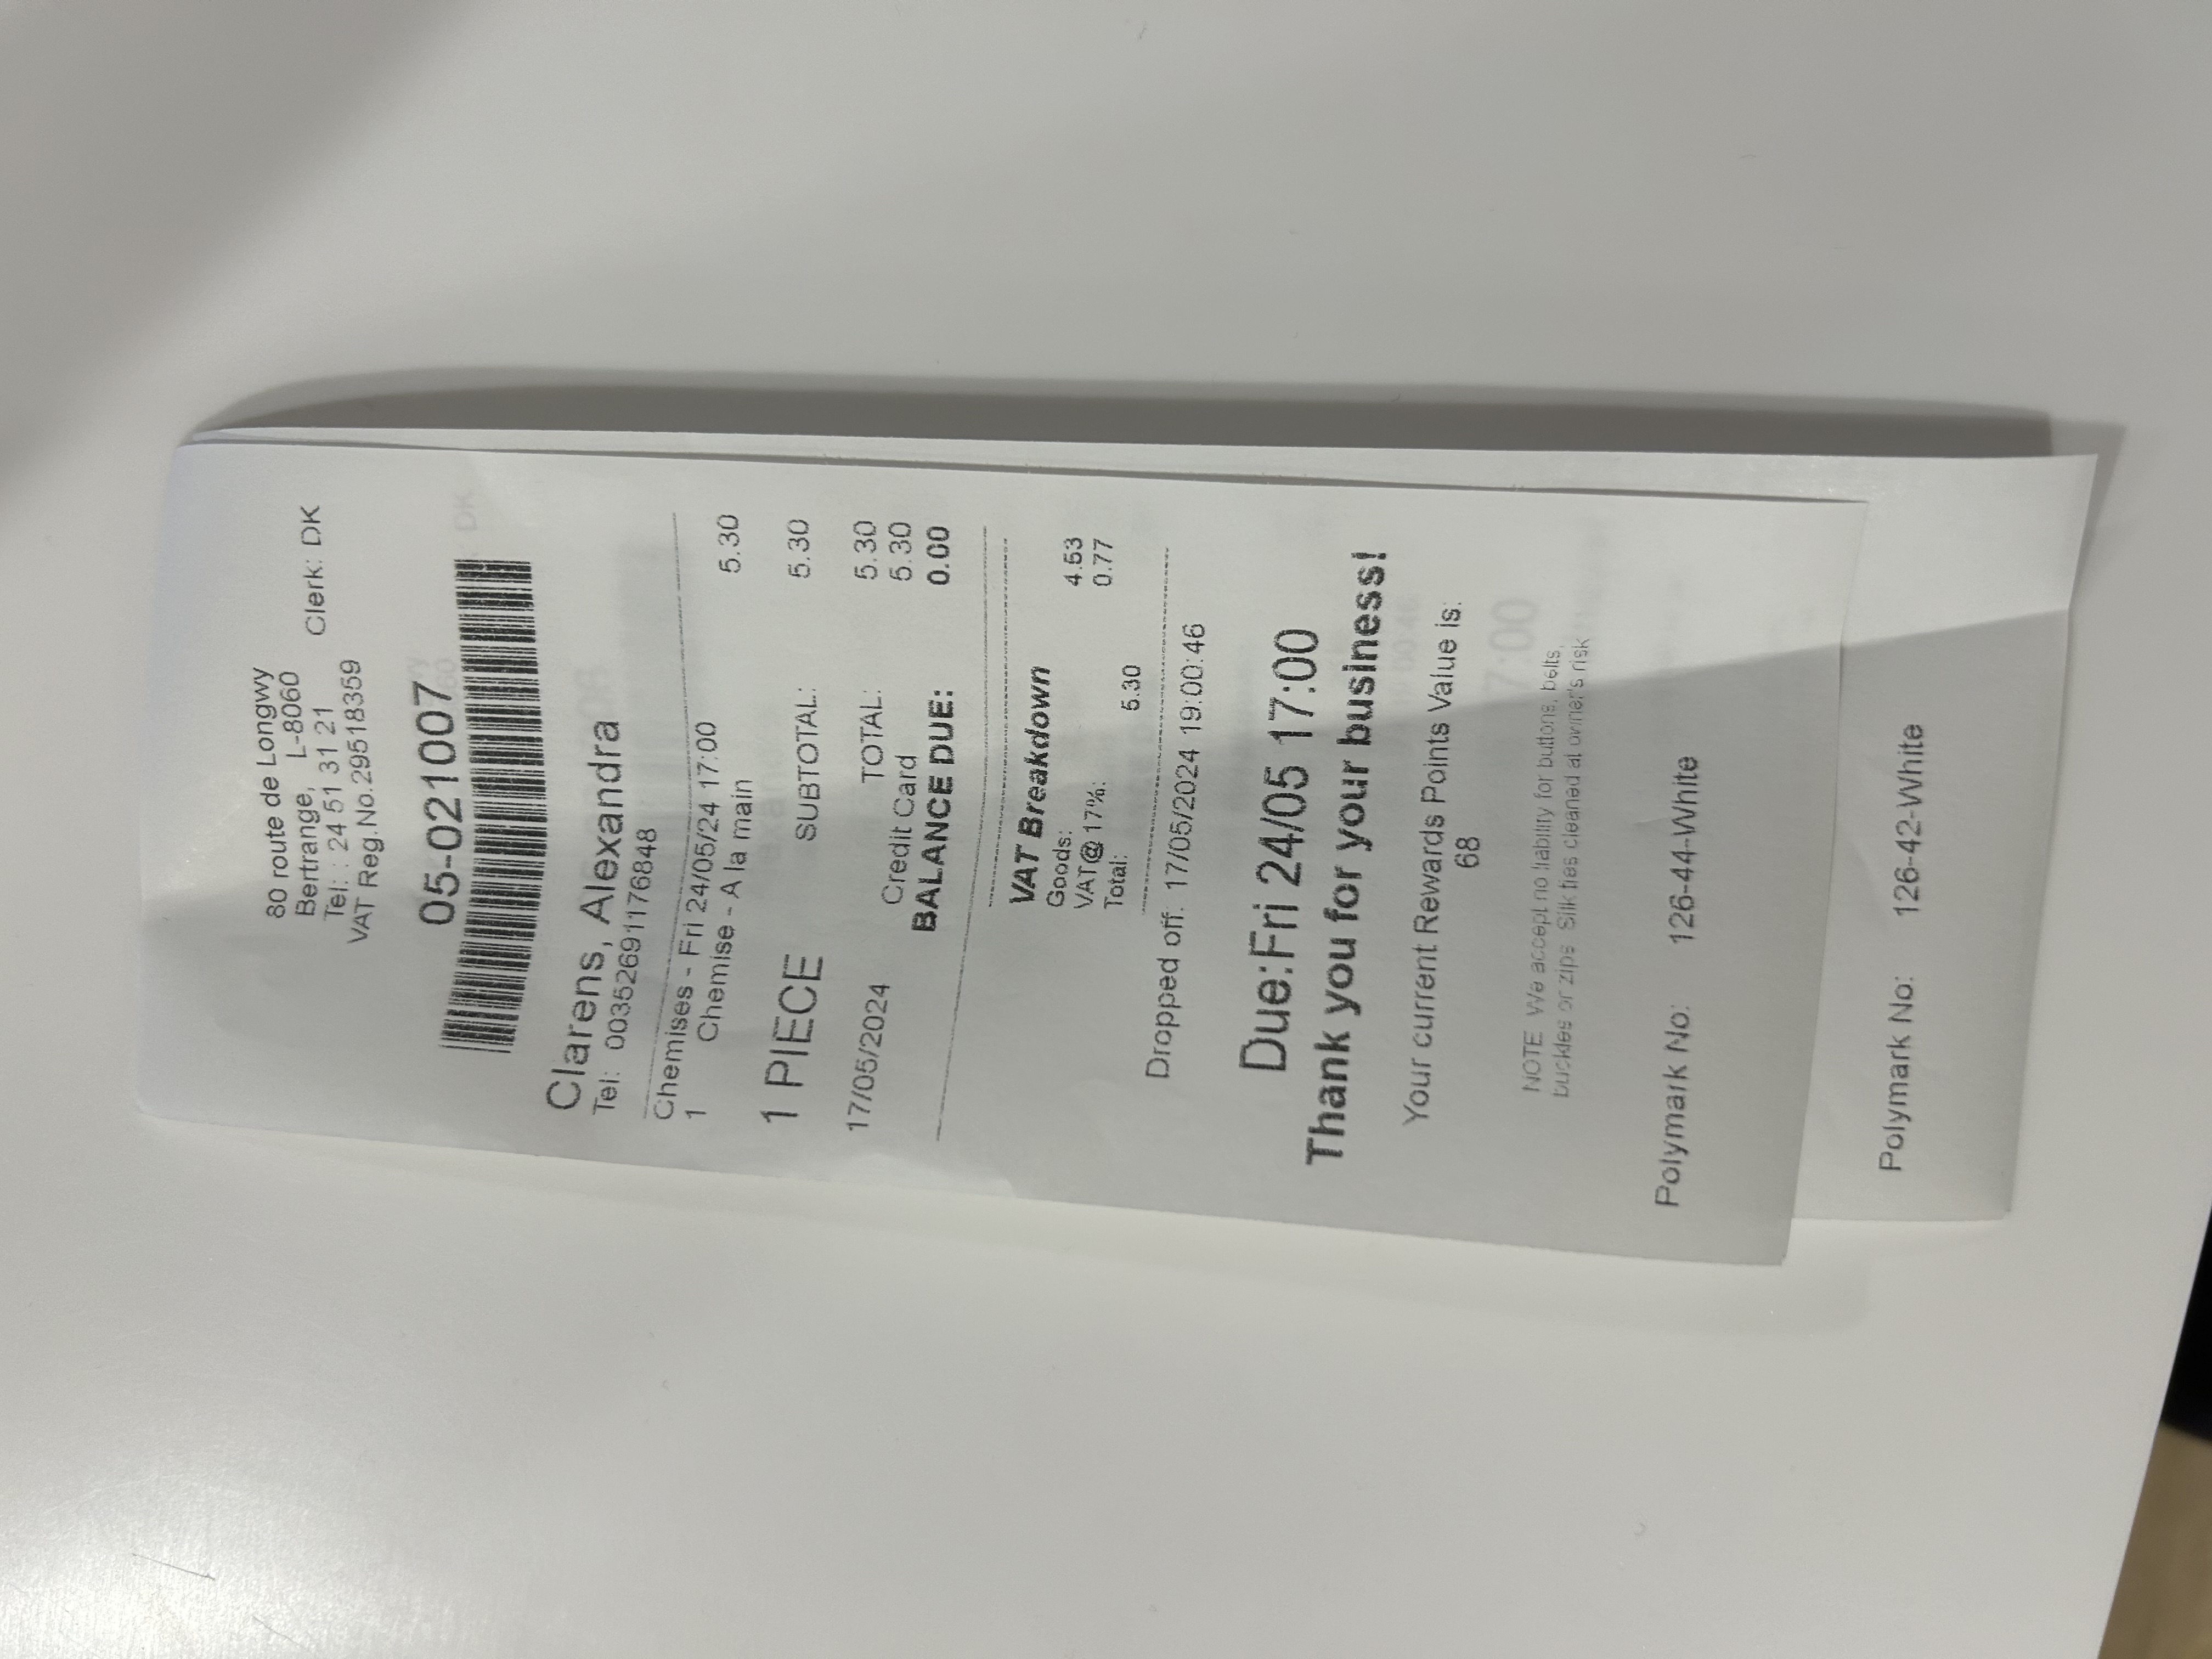 80 route de Longwy
Bertrange, L-8060
Tel: : 24 51 31 21 Clerk: DK
VAT Reg.No.29518359
05-021007
Clarens, Alexandra
Tel: 00352691176848
Chemises - Fri 24/05/24 17:00
1 Chemise - A la main 5.30
1 PIECE SUBTOTAL: 5.30
17/05/2024 TOTAL: 5.30
Credit Card 5.30
BALANCE DUE: 0.00
VAT Breakdown
Goods: 4.53
VAT@17%: 0.77
Total: 5.30
Dropped off: 17/05/2024 19:00:46
Due:Fri 24/05 17:00
Thank you for your business!
Your current Rewards Points Value is:
68
NOTE We accept no liability for buttons, belts,
buckles or zips Silk ties cleaned at owner's risk
Polymark No: 126-44-White
Polymark No: 126-42-White